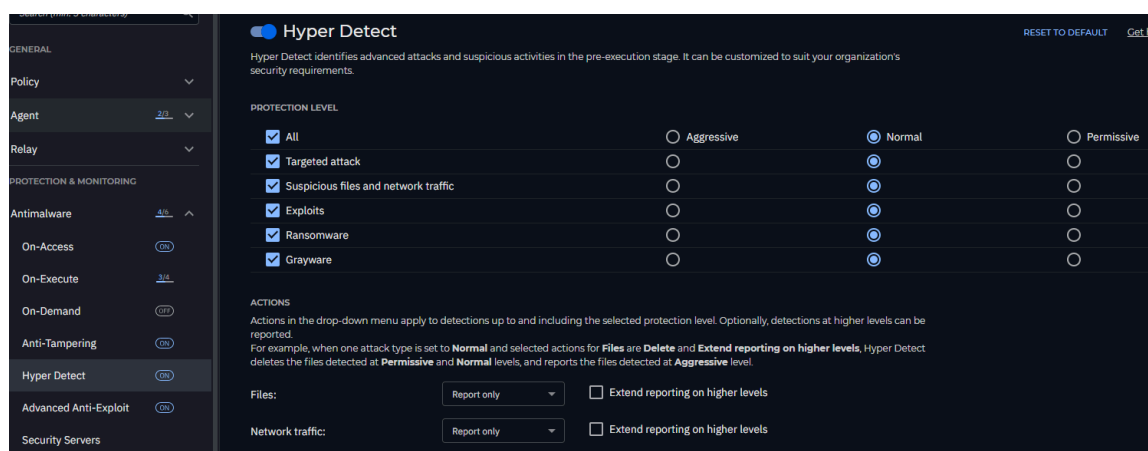 Search (min. 3 Characters)
GENERAL
Policy
Agent 2/3
Relay
PROTECTION & MONITORING
Antimalware 4/6
On-Access ON
On-Execute 3/4
On-Demand OFF
Anti-Tampering ON
Hyper Detect ON
Advanced Anti-Exploit ON
Security Servers
Hyper Detect
RESET TO DEFAULT Get
Hyper Detect identifies advanced attacks and suspicious activities in the pre-execution stage. It can be customized to suit your organization's
security requirements.
PROTECTION LEVEL
All Aggressive Normal Permissive
Targeted attack
Suspicious files and network traffic
Exploits
Ransomware
Grayware
ACTIONS
Actions in the drop-down menu apply to detections up to and including the selected protection level. Optionally, detections at higher levels can be
reported.
For example, when one attack type is set to Normal and selected actions for Files are Delete and Extend reporting on higher levels, Hyper Detect
deletes the files detected at Permissive and Normal levels, and reports the files detected at Aggressive level.
Files: Report only Extend reporting on higher levels
Network traffic: Report only Extend reporting on higher levels